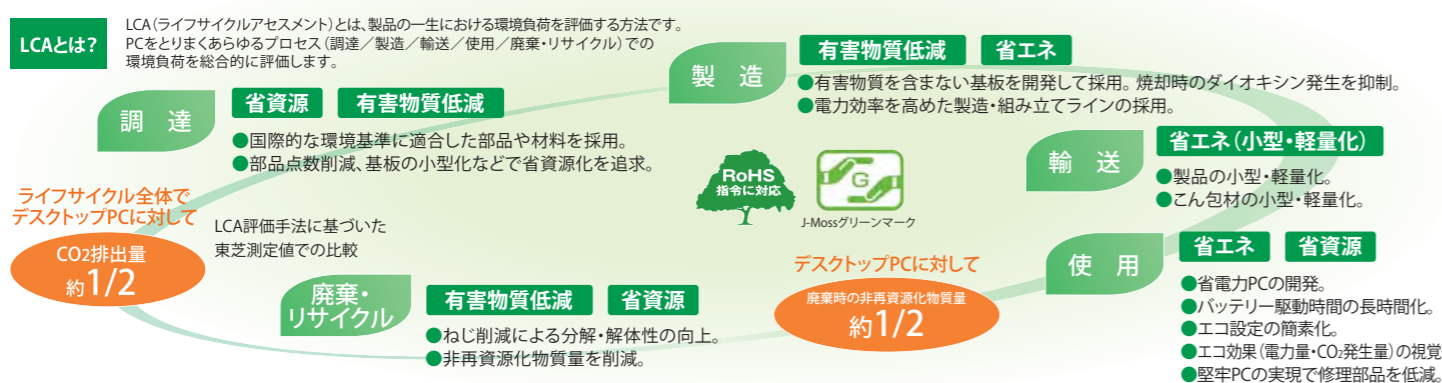 LCAとは?
LCA(ライフサイクルアセスメント)とは、製品の一生における環境負荷を評価する方法です。
PCをとりまくあらゆるプロセス(調達/製造/輸送/使用/廃棄・リサイクル)での
環境負荷を総合的に評価します。
調 達
省資源 有害物質低減
●国際的な環境基準に適合した部品や材料を採用。
●部品点数削減、基板の小型化などで省資源化を追求。
製 造
有害物質低減 省エネ
●有害物質を含まない基板を開発して採用。焼却時のダイオキシン発生を抑制。
●電力効率を高めた製造・組み立てラインの採用。
輸 送
省エネ(小型・軽量化)
●製品の小型・軽量化。
●こん包材の小型・軽量化。
RoHS
指令に対応
G
J-Mossグリーンマーク
使 用
省エネ 省資源
●省電力PCの開発。
●バッテリー駆動時間の長時間化。
●エコ設定の簡素化。
●エコ効果(電力量・CO2発生量)の視覚
●堅牢PCの実現で修理部品を低減。
デスクトップPCに対して
廃棄時の非再資源化物質量
約1/2
廃棄・
リサイクル
有害物質低減 省資源
●ねじ削減による分解・解体性の向上。
●非再資源化物質量を削減。
ライフサイクル全体で
デスクトップPCに対して
CO2排出量
約1/2
LCA評価手法に基づいた
東芝測定値での比較